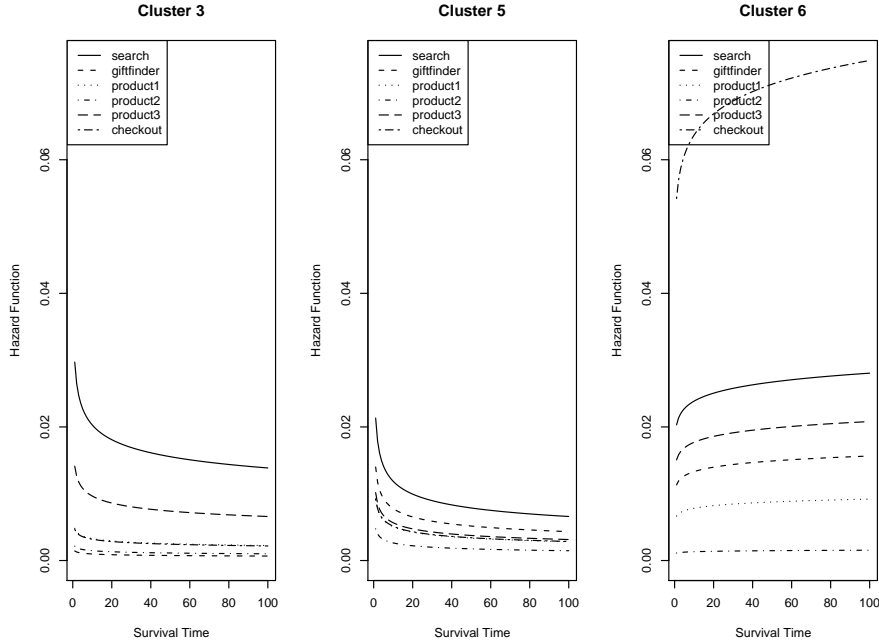 Cluster 3
search
giftfinder
product1
product2
product3
checkout
Hazard Function
0.00
0.02
0.04
0.06
0 20 40 60 80 100
Survival Time
Cluster 5
search
giftfinder
product1
product2
product3
checkout
Hazard Function
0.00
0.02
0.04
0.06
0 20 40 60 80 100
Survival Time
Cluster 6
search
giftfinder
product1
product2
product3
checkout
Hazard Function
0.00
0.02
0.04
0.06
0 20 40 60 80 100
Survival Time